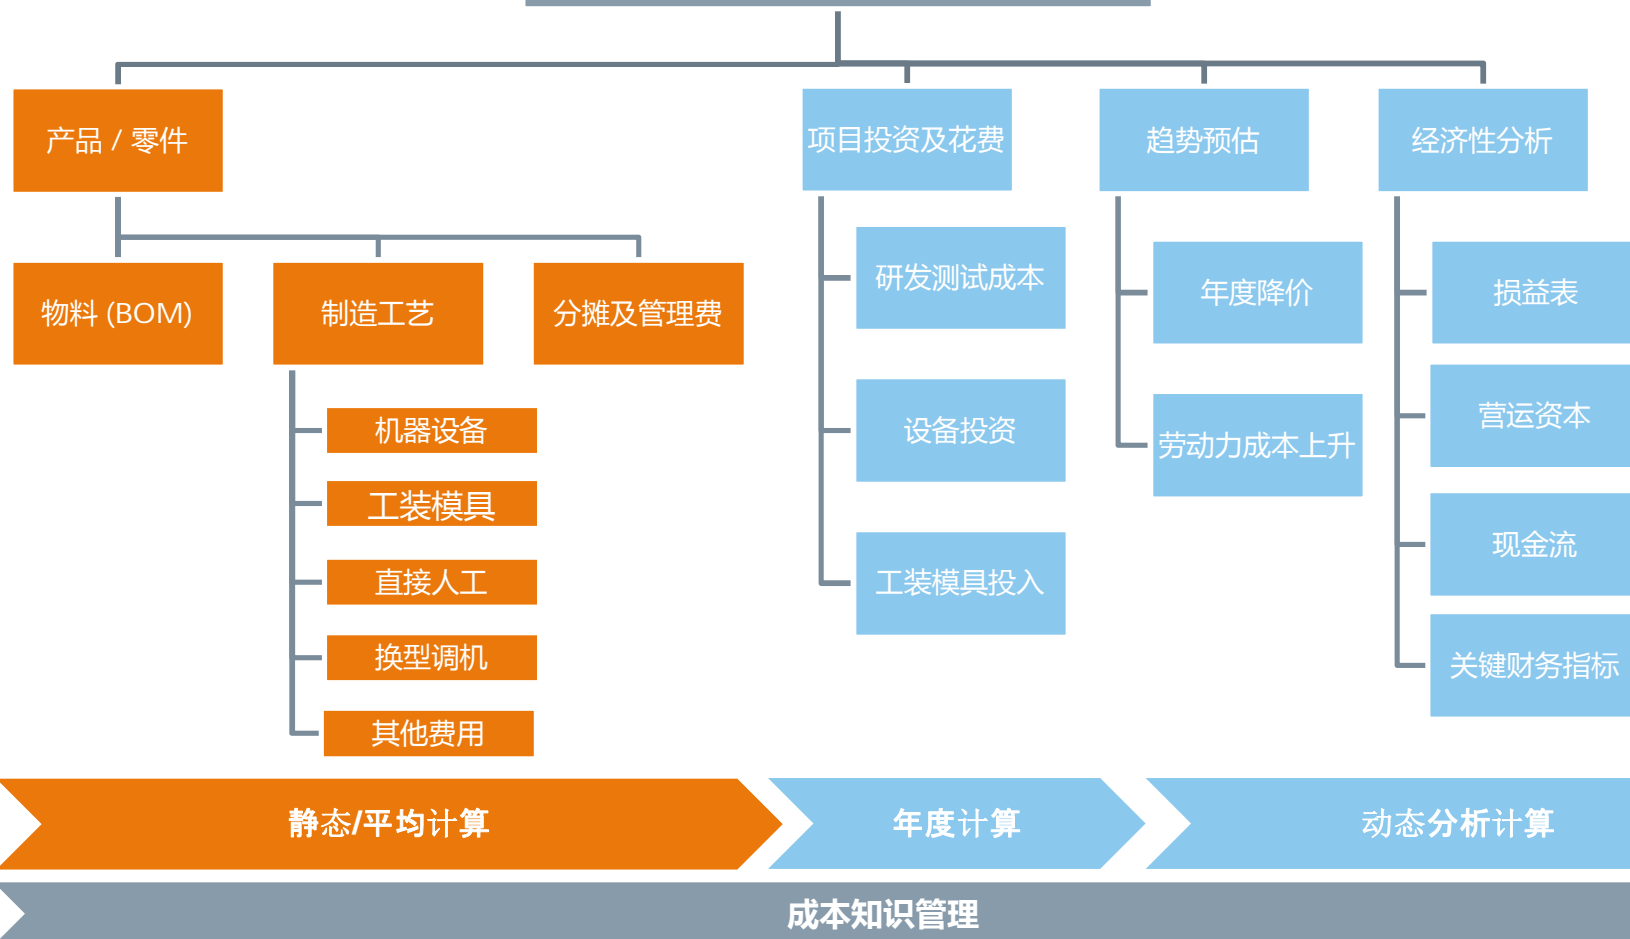 产品 / 零件
项目投资及花费
趋势预估
经济性分析
物料 (BOM)
制造工艺
分摊及管理费
机器设备
工装模具
直接人工
换型调机
其他费用
研发测试成本
设备投资
工装模具投入
年度降价
劳动力成本上升
损益表
营运资本
现金流
关键财务指标
静态/平均计算
年度计算
动态分析计算
成本知识管理